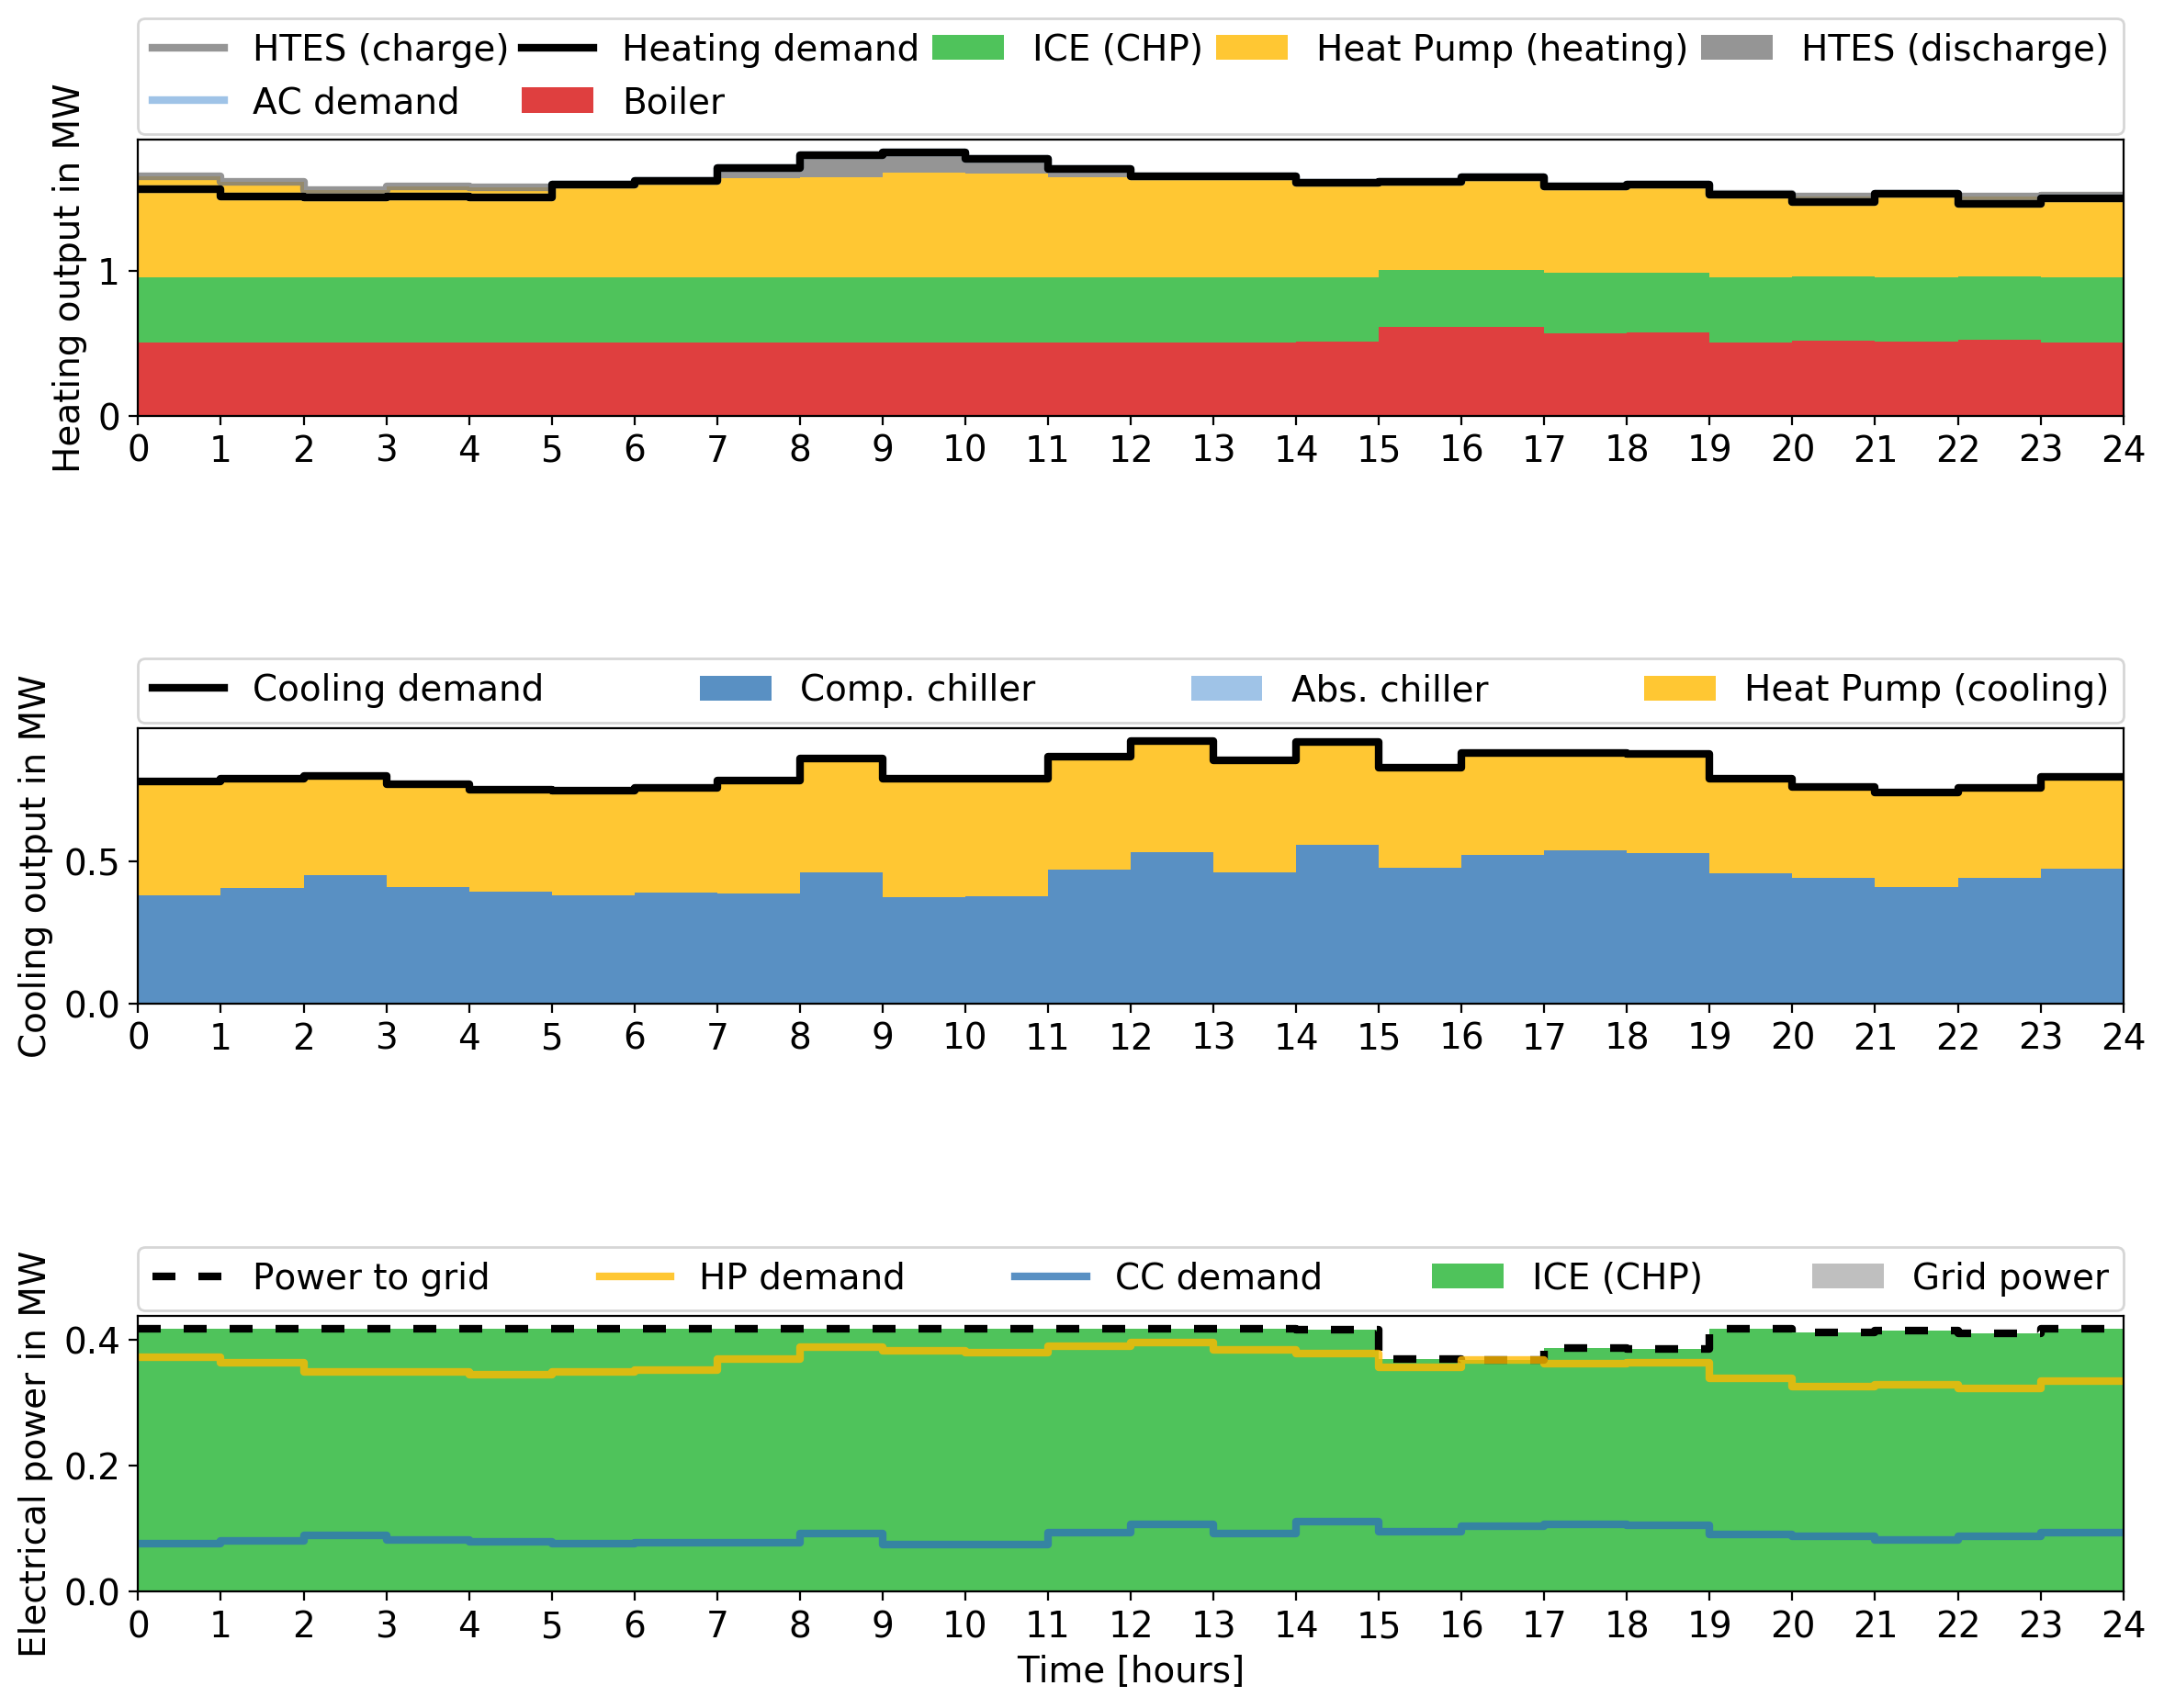 HTES (charge) Heating demand ICE (CHP) Heat Pump (heating) HTES (discharge)
AC demand Boiler
Heating output in MW
1
0
0 1 2 3 4 5 6 7 8 9 10 11 12 13 14 15 16 17 18 19 20 21 22 23 24
Cooling demand Comp. chiller Abs. chiller Heat Pump (cooling)
Cooling output in MW
0.5
0.0
0 1 2 3 4 5 6 7 8 9 10 11 12 13 14 15 16 17 18 19 20 21 22 23 24
Power to grid HP demand CC demand ICE (CHP) Grid power
Electrical power in MW
0.4
0.2
0.0
0 1 2 3 4 5 6 7 8 9 10 11 12 13 14 15 16 17 18 19 20 21 22 23 24
Time [hours]